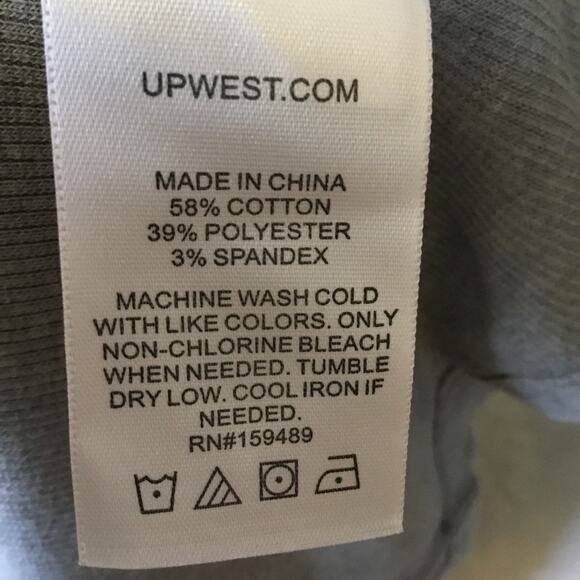 UPWEST.COM
MADE IN CHINA
58% COTTON
39% POLYESTER
3% SPANDEX
MACHINE WASH COLD
WITH LIKE COLORS. ONLY
NON-CHLORINE BLEACH
WHEN NEEDED. TUMBLE
DRY LOW. COOL IRON IF
NEEDED.
RN#159489